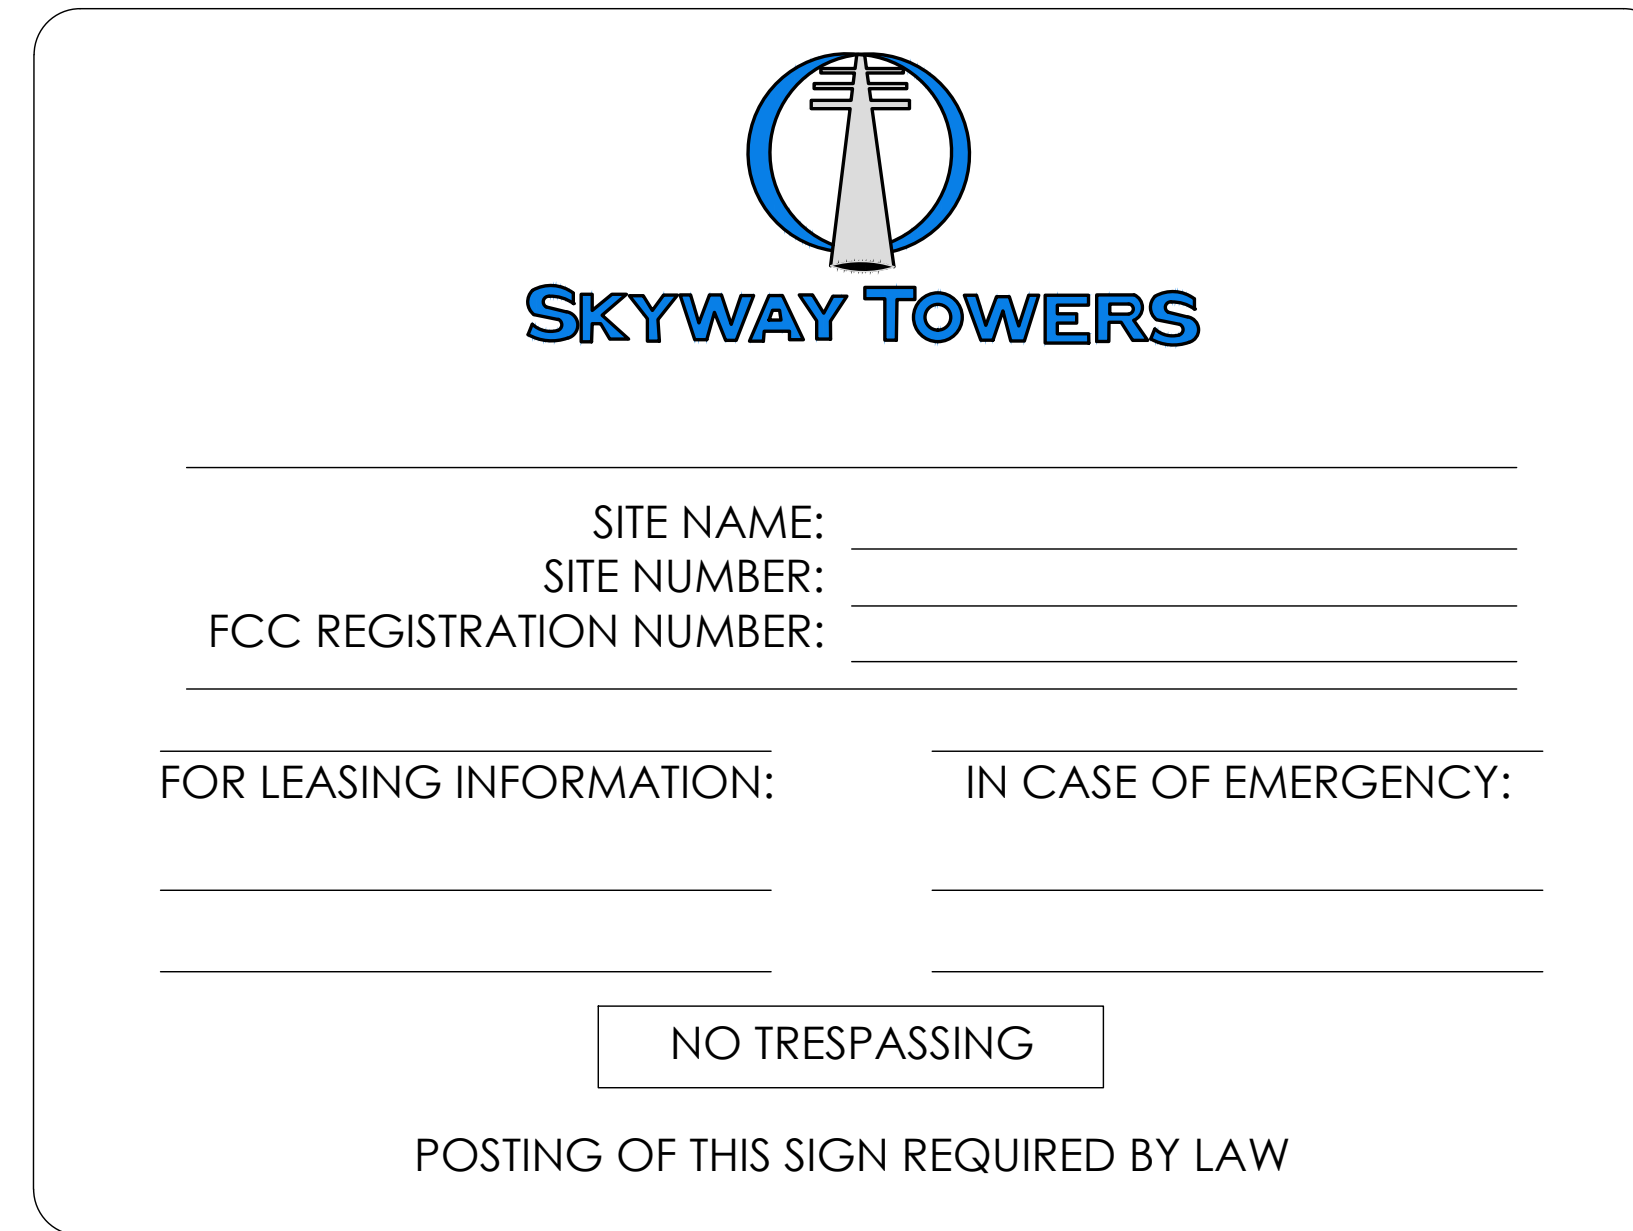 SKYWAY TOWERS
SITE NAME:
SITE NUMBER:
FCC REGISTRATION NUMBER:
FOR LEASING INFORMATION:
IN CASE OF EMERGENCY:
NO TRESPASSING
POSTING OF THIS SIGN REQUIRED BY LAW